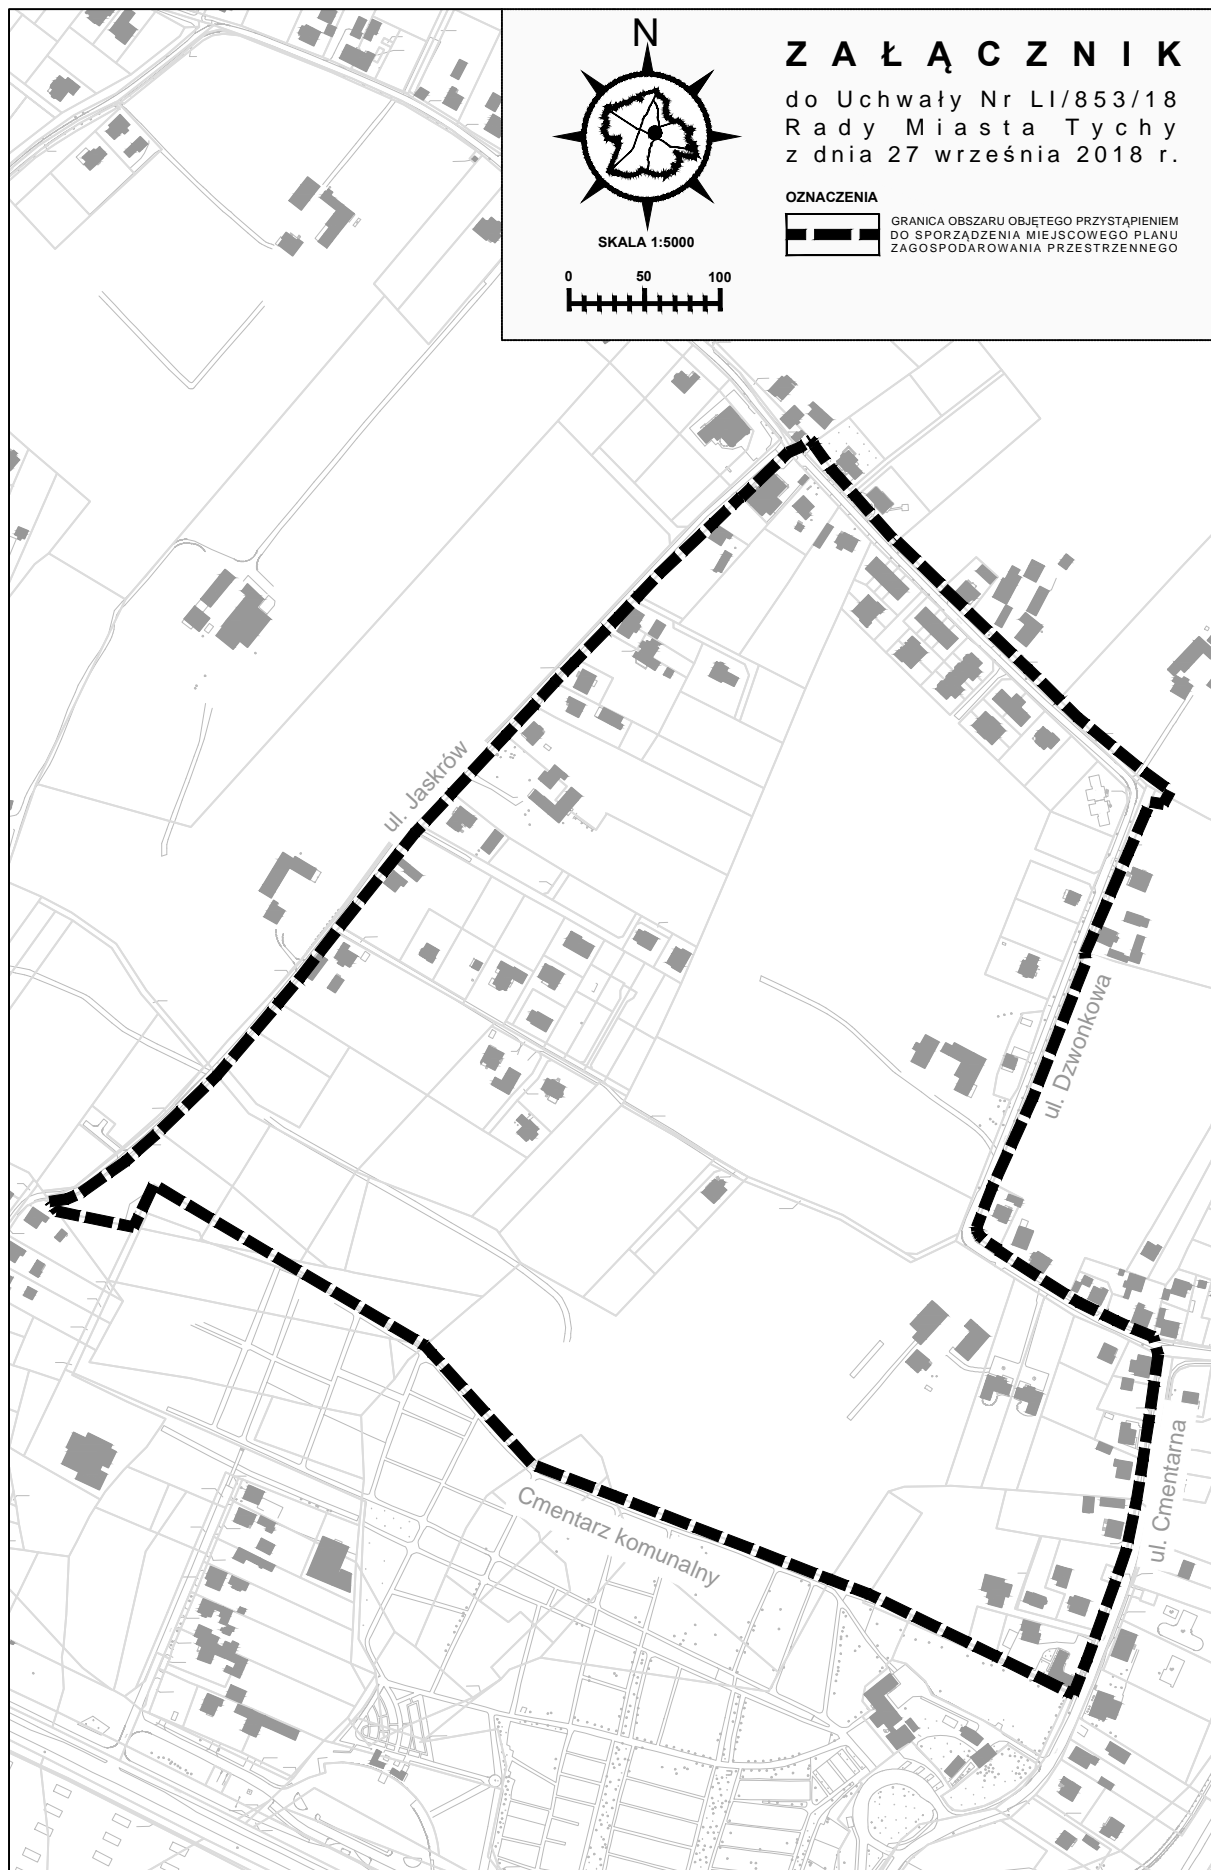 N
ZAŁĄCZNIK
do Uchwały Nr LI/853/18
Rady Miasta Tychy
z dnia 27 września 2018 r.
OZNACZENIA
GRANICA OBSZARU OBJĘTEGO PRZYSTĄPIENIEM
DO SPORZĄDZENIA MIEJSCOWEGO PLANU
ZAGOSPODAROWANIA PRZESTRZENNEGO
SKALA 1:5000
0 50 100
ul. Jaskrów
ul. Dzwonkowa
ul. Cmentarna
Cmentarz komunalny